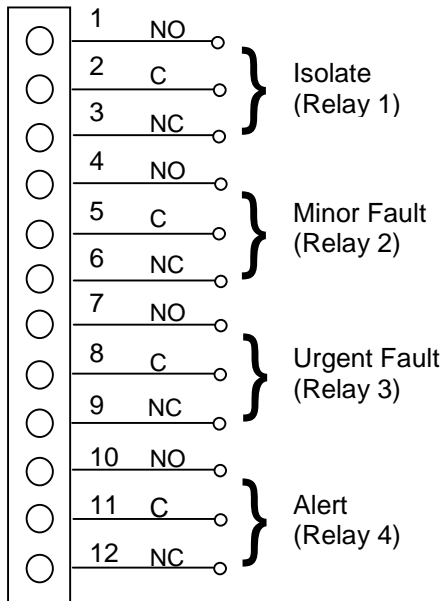 1 NO
2 C
3 NC
Isolate
(Relay 1)
4 NO
5 C
6 NC
Minor Fault
(Relay 2)
7 NO
8 C
9 NC
Urgent Fault
(Relay 3)
10 NO
11 C
12 NC
Alert
(Relay 4)